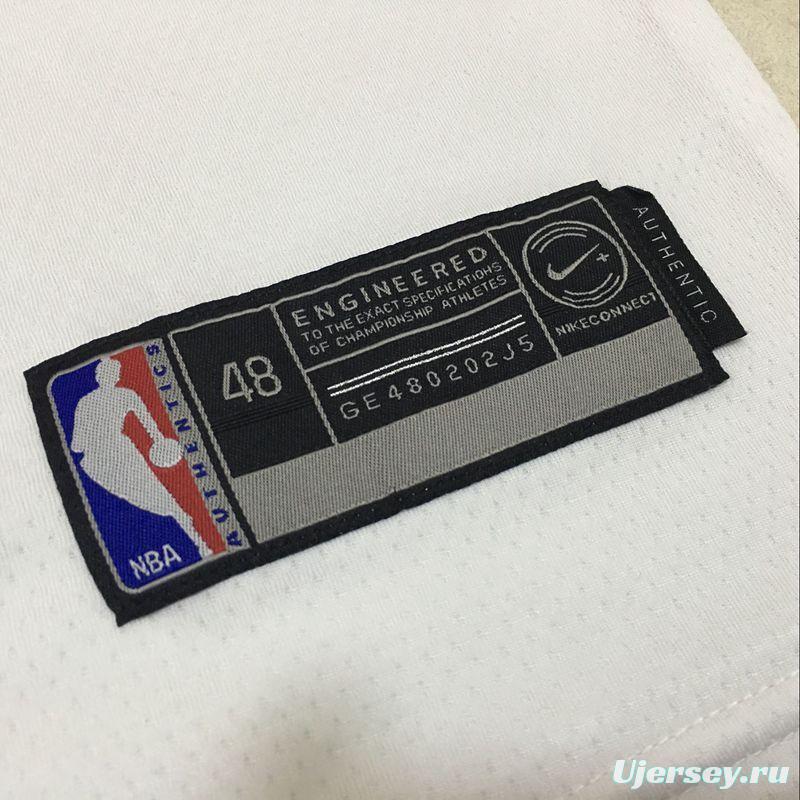 NBA
AUTHENTICS
48
ENGINEERED
TO THE EXACT SPECIFICATIONS
OF CHAMPIONSHIP ATHLETES
GE480202J5
NIKECONNECT
AUTHENTIC
Ujersey.ru